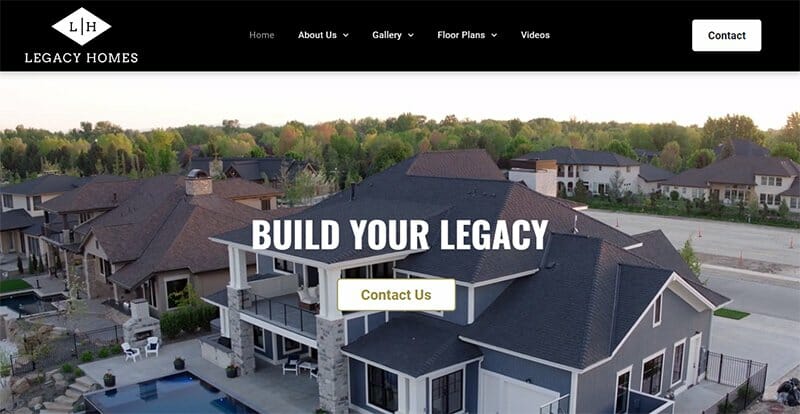 L|H
LEGACY HOMES
Home
About Us
Gallery
Floor Plans
Videos
Contact
BUILD YOUR LEGACY
Contact Us